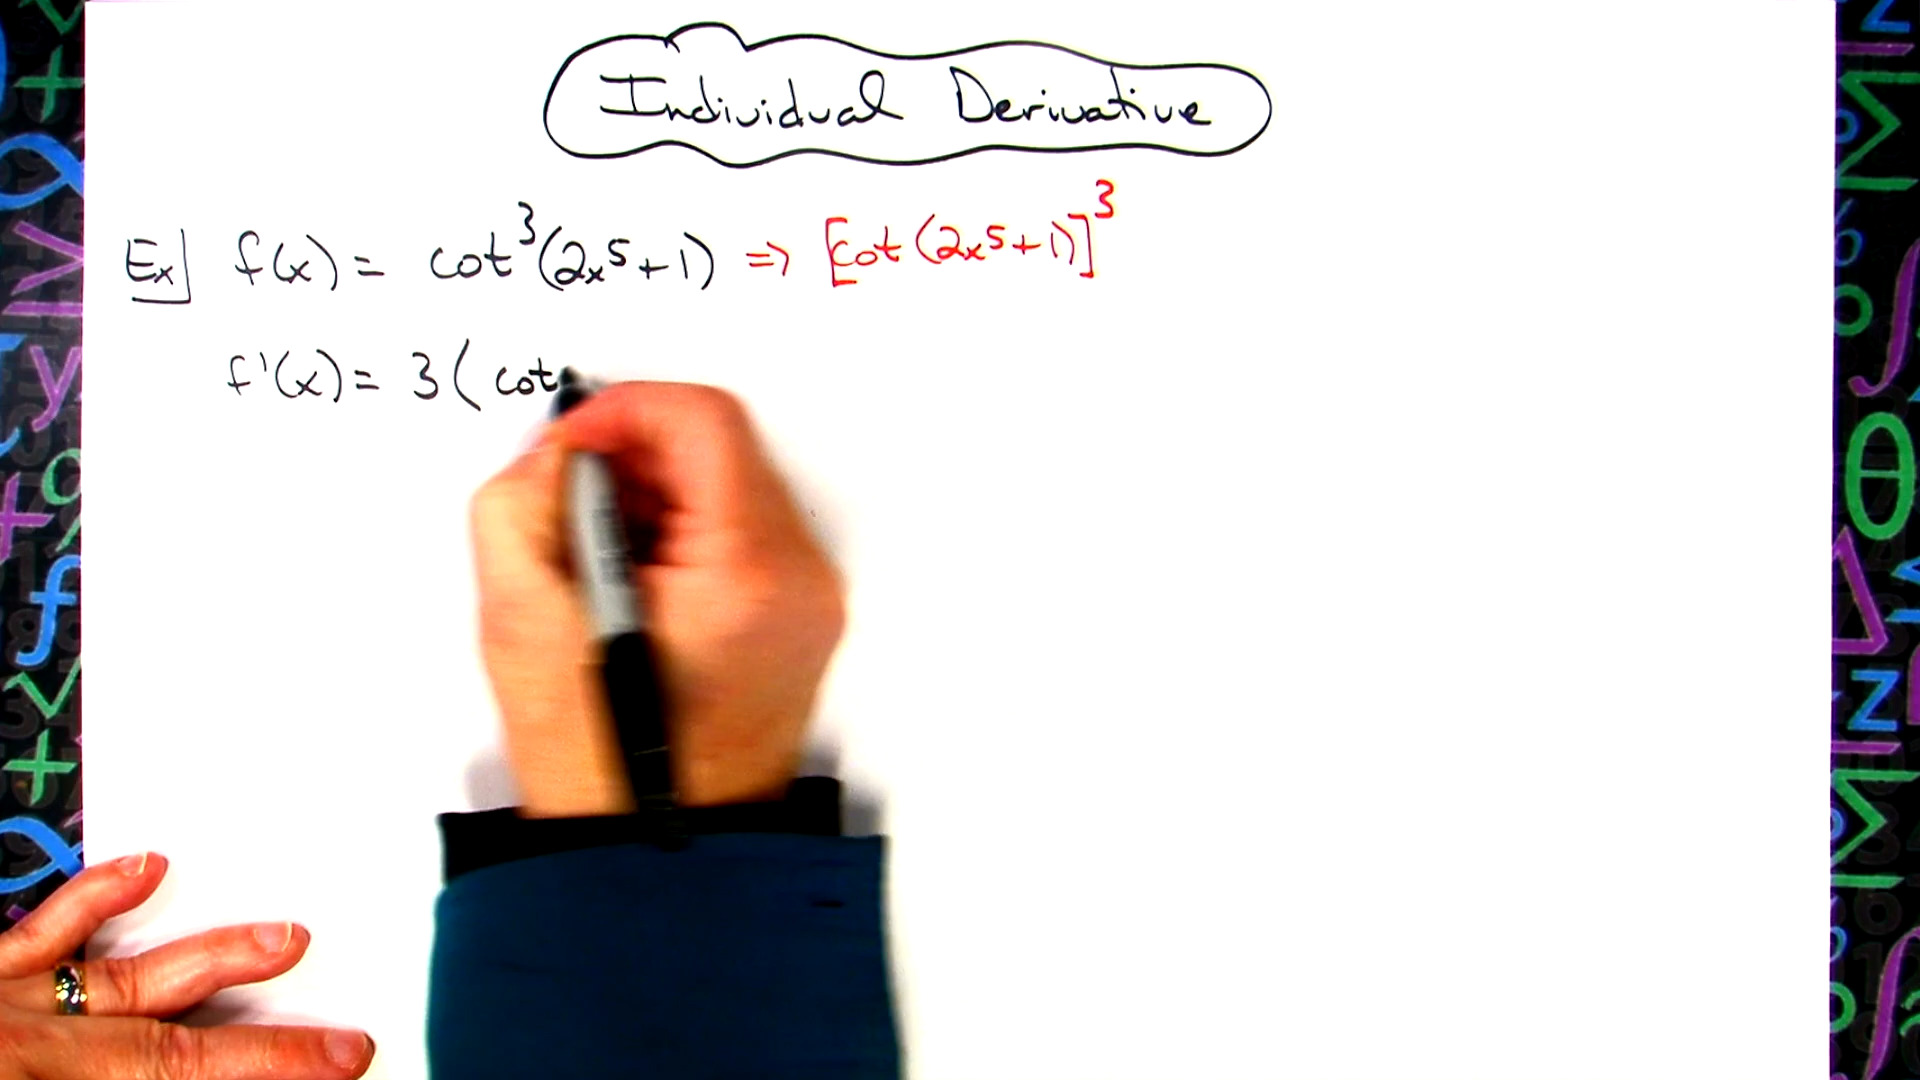 Individual Derivative
Ex] f(x) = cot³(2x⁵+1) => [cot(2x⁵+1)]³
f'(x) = 3( cot